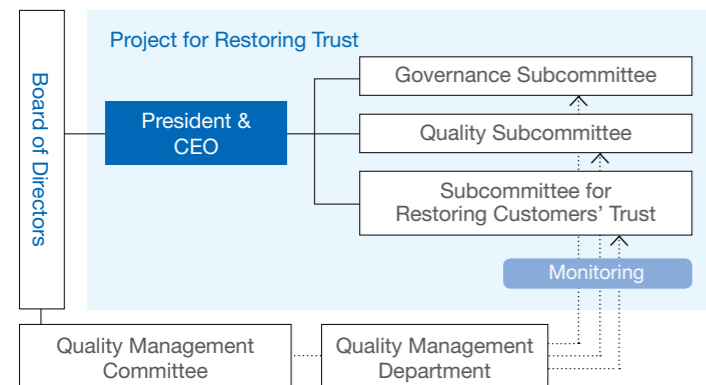 Project for Restoring Trust
Board of Directors
President &
CEO
Governance Subcommittee
Quality Subcommittee
Subcommittee for
Restoring Customers’ Trust
Monitoring
Quality Management
Committee
Quality Management
Department